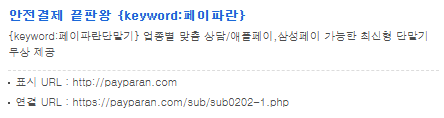 안전결제 끝판왕 {keyword:페이파란}
{keyword:페이파란단말기} 업종별 맞춤 상담/애플페이,삼성페이 가능한 최신형 단말기
무상 제공
• 표시 URL : http://payparan.com
• 연결 URL : https://payparan.com/sub/sub0202-1.php